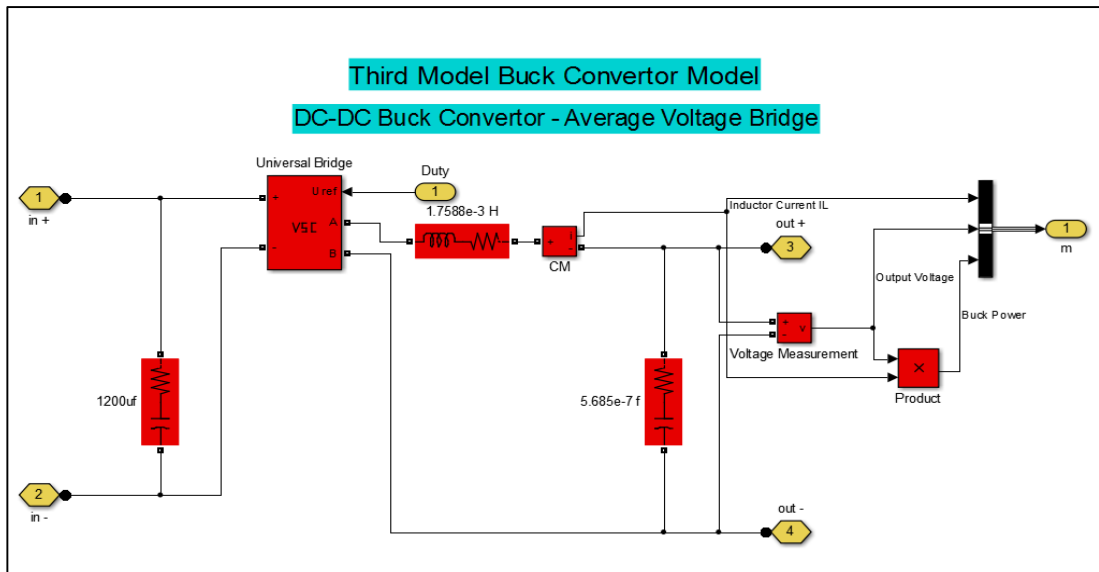 Third Model Buck Convertor Model
DC-DC Buck Convertor - Average Voltage Bridge
Universal Bridge
Duty
1
in +
+
-
Uref
VSC
A
B
1
1.7588e-3 H
+
i
-
CM
Inductor Current IL
out +
3
1
m
Output Voltage
Buck Power
+
-
v
Voltage Measurement
×
Product
1200uf
5.685e-7 f
2
in -
out -
4